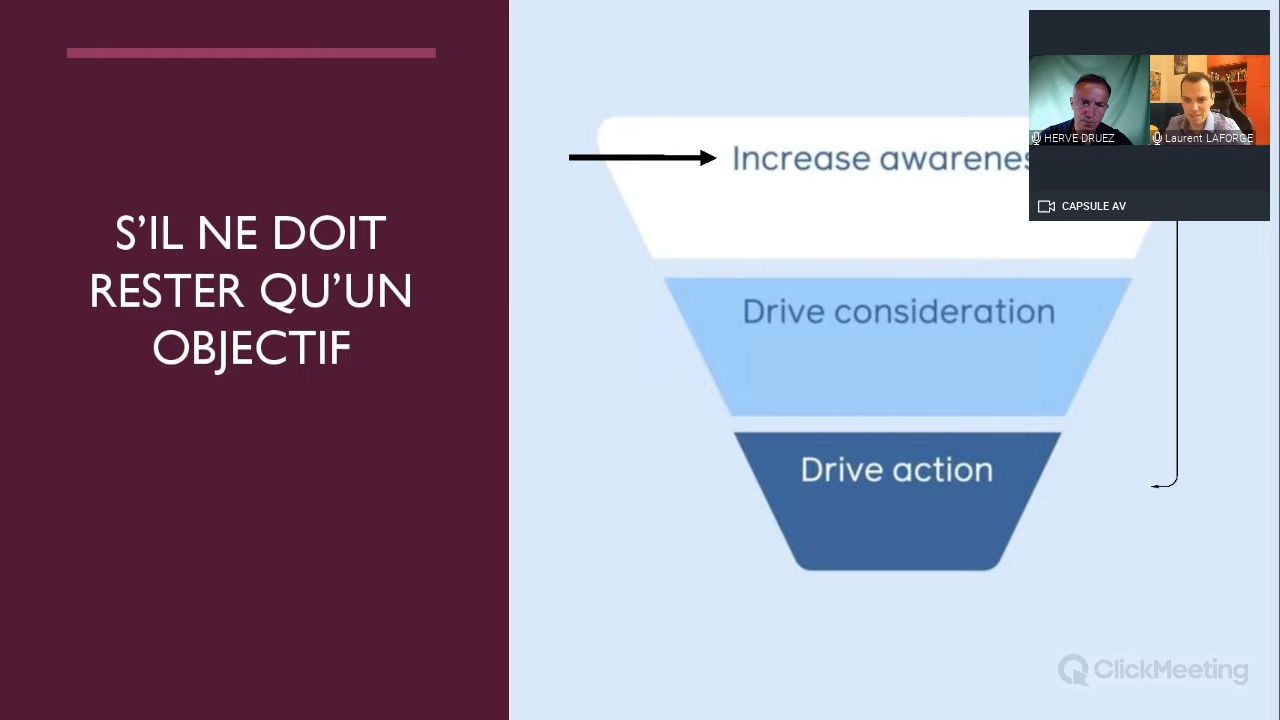 S’IL NE DOIT
RESTER QU’UN
OBJECTIF
Increase awarenes
Drive consideration
Drive action
HERVE DRUEZ
Laurent LAFORGE
CAPSULE AV
ClickMeeting